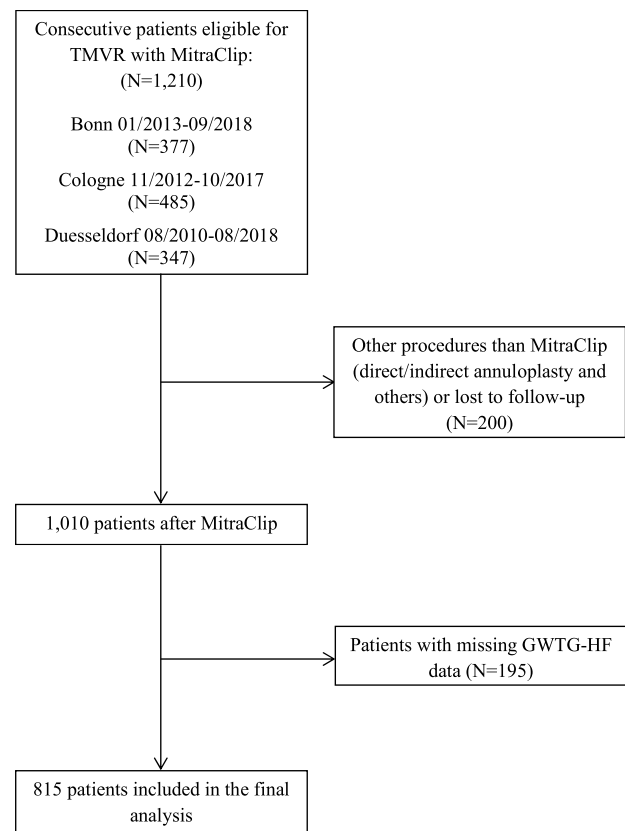 Consecutive patients eligible for
TMVR with MitraClip:
(N=1,210)
Bonn 01/2013-09/2018
(N=377)
Cologne 11/2012-10/2017
(N=485)
Duesseldorf 08/2010-08/2018
(N=347)
Other procedures than MitraClip
(direct/indirect annuloplasty and
others) or lost to follow-up
(N=200)
1,010 patients after MitraClip
Patients with missing GWTG-HF
data (N=195)
815 patients included in the final
analysis